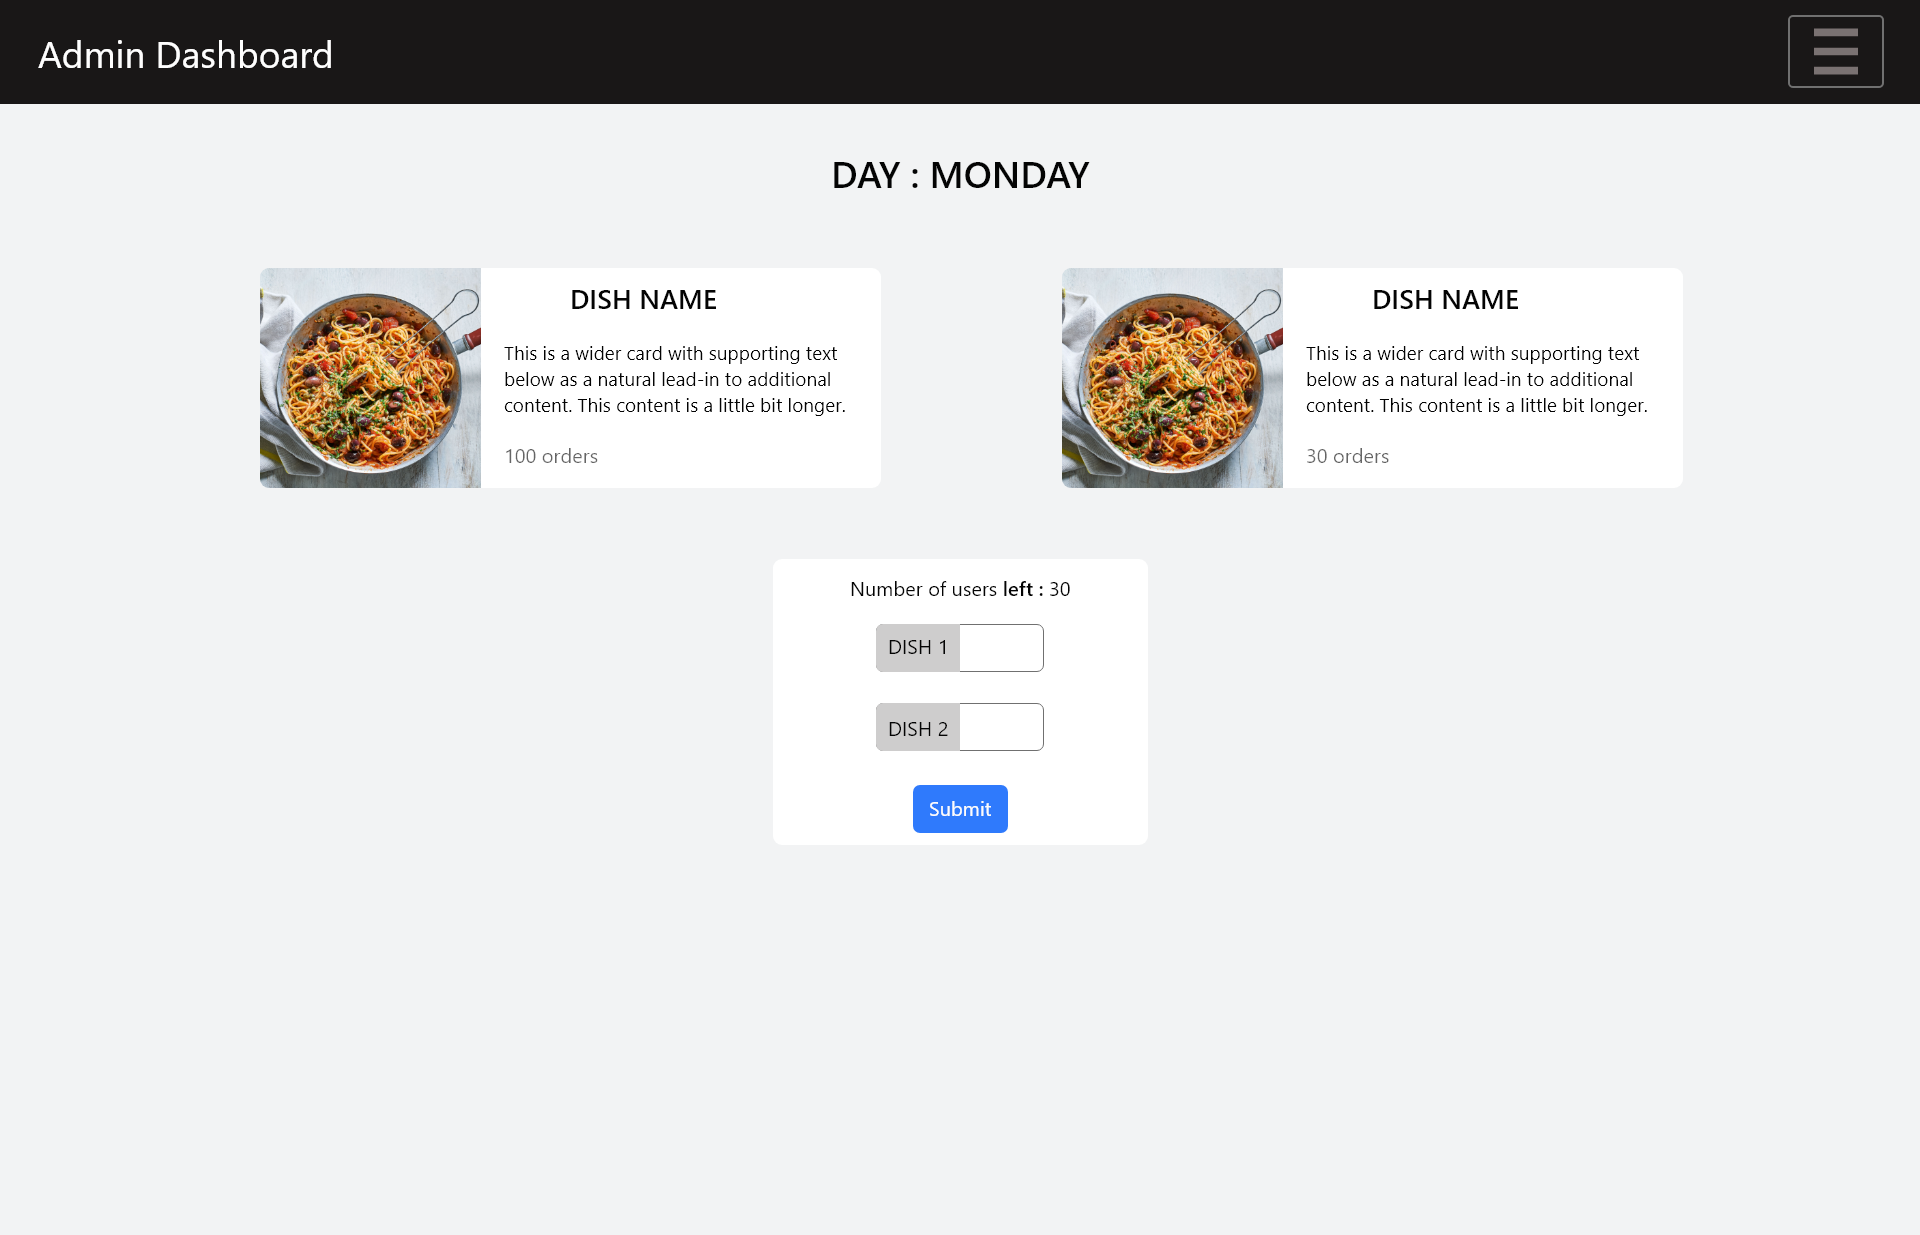 Admin Dashboard
DAY : MONDAY
DISH NAME
This is a wider card with supporting text
below as a natural lead-in to additional
content. This content is a little bit longer.
100 orders
DISH NAME
This is a wider card with supporting text
below as a natural lead-in to additional
content. This content is a little bit longer.
30 orders
Number of users left : 30
DISH 1
DISH 2
Submit